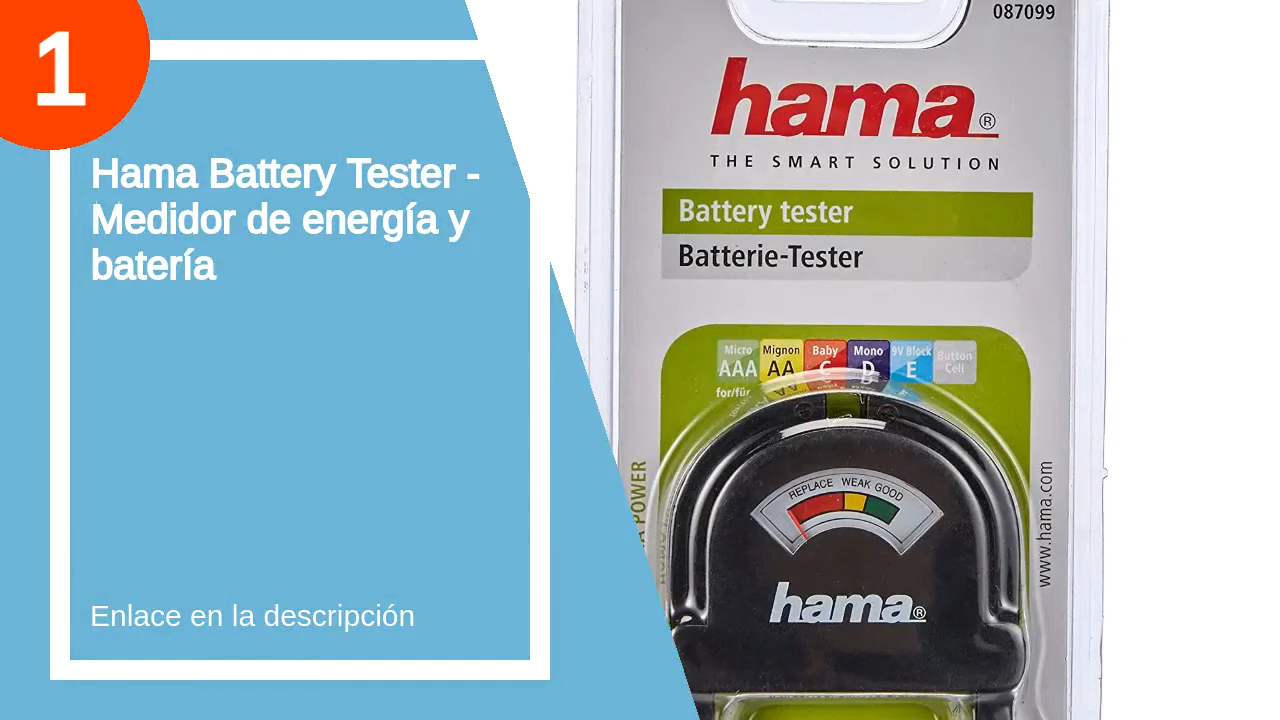 1
Hama Battery Tester -
Medidor de energía y
batería
Enlace en la descripción
087099
hama®
THE SMART SOLUTION
Battery tester
Batterie-Tester
Micro AAA
Mignon AA
Baby C
Mono D
9V Block E
Button Cell
for/für
POWER
www.hama.com
REPLACE WEAK GOOD
hama®